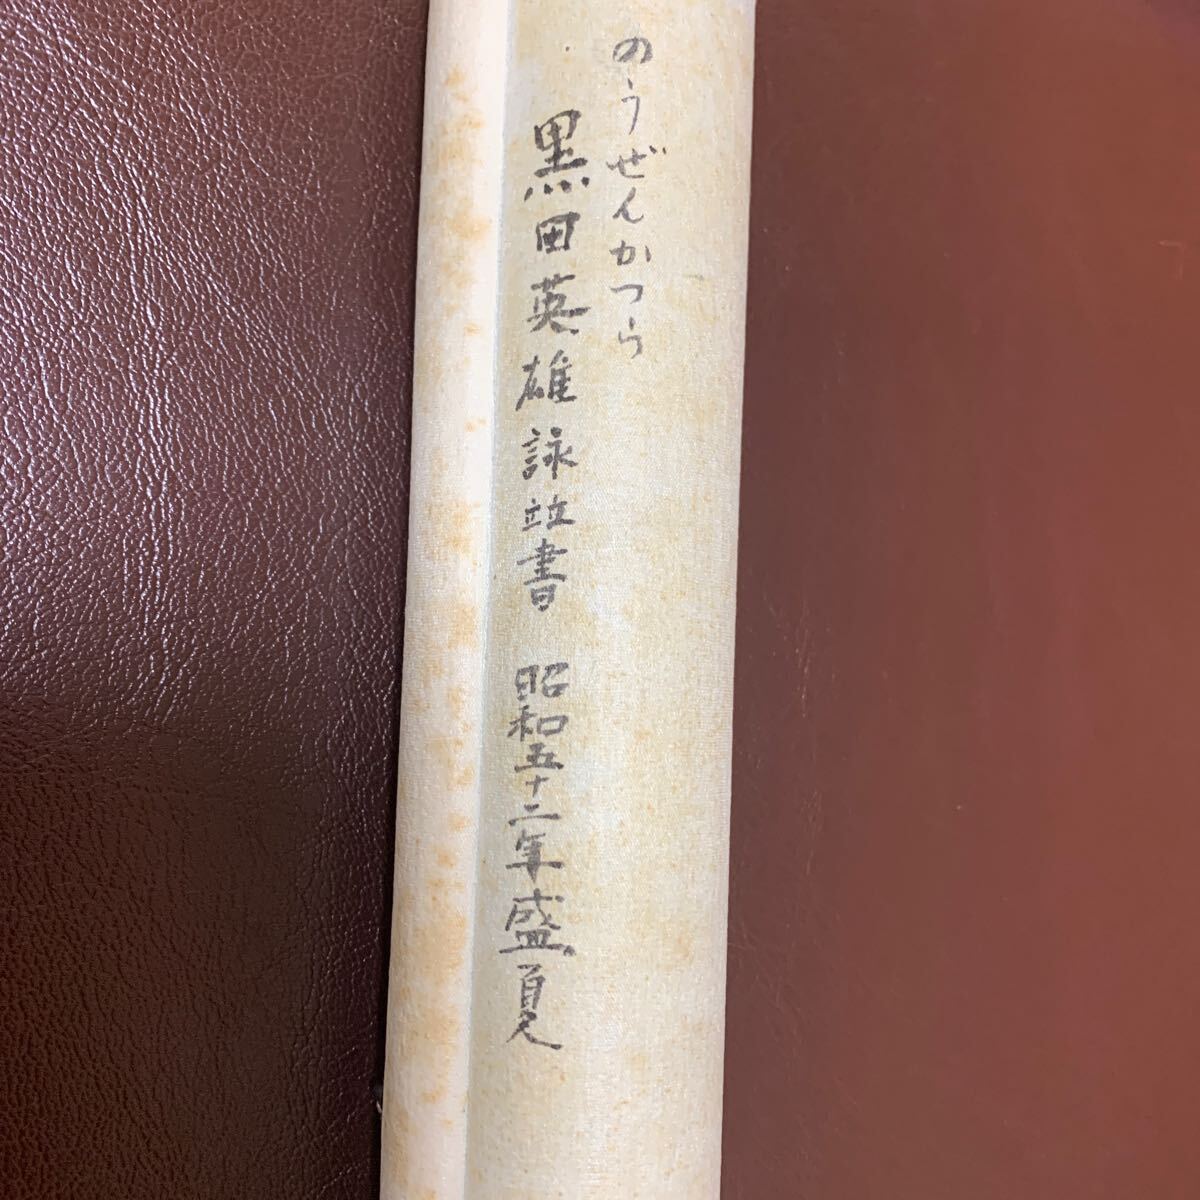 のうぜんかつら
黒田英雄詠竝書 昭和五十二年盛夏